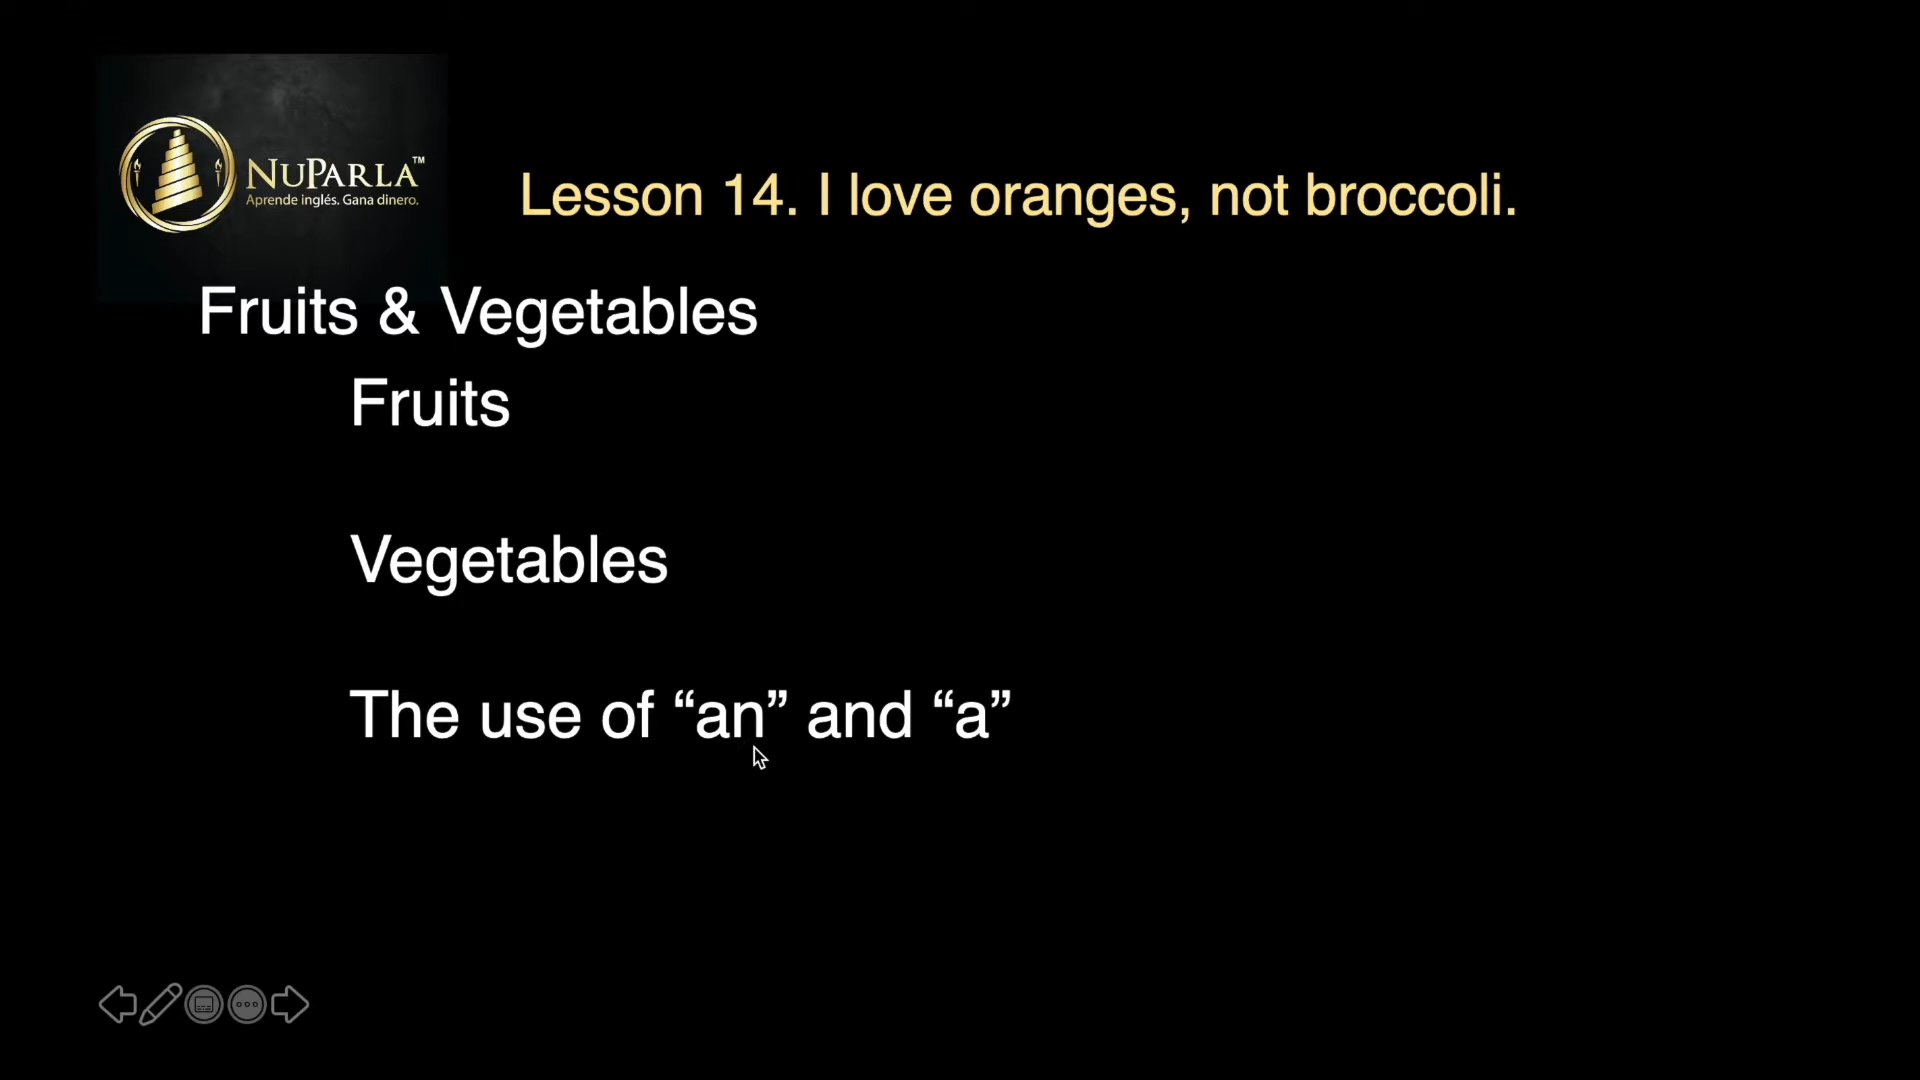 NUPARLA™
Aprende inglés. Gana dinero.
Lesson 14. I love oranges, not broccoli.
Fruits & Vegetables
Fruits
Vegetables
The use of “an” and “a”